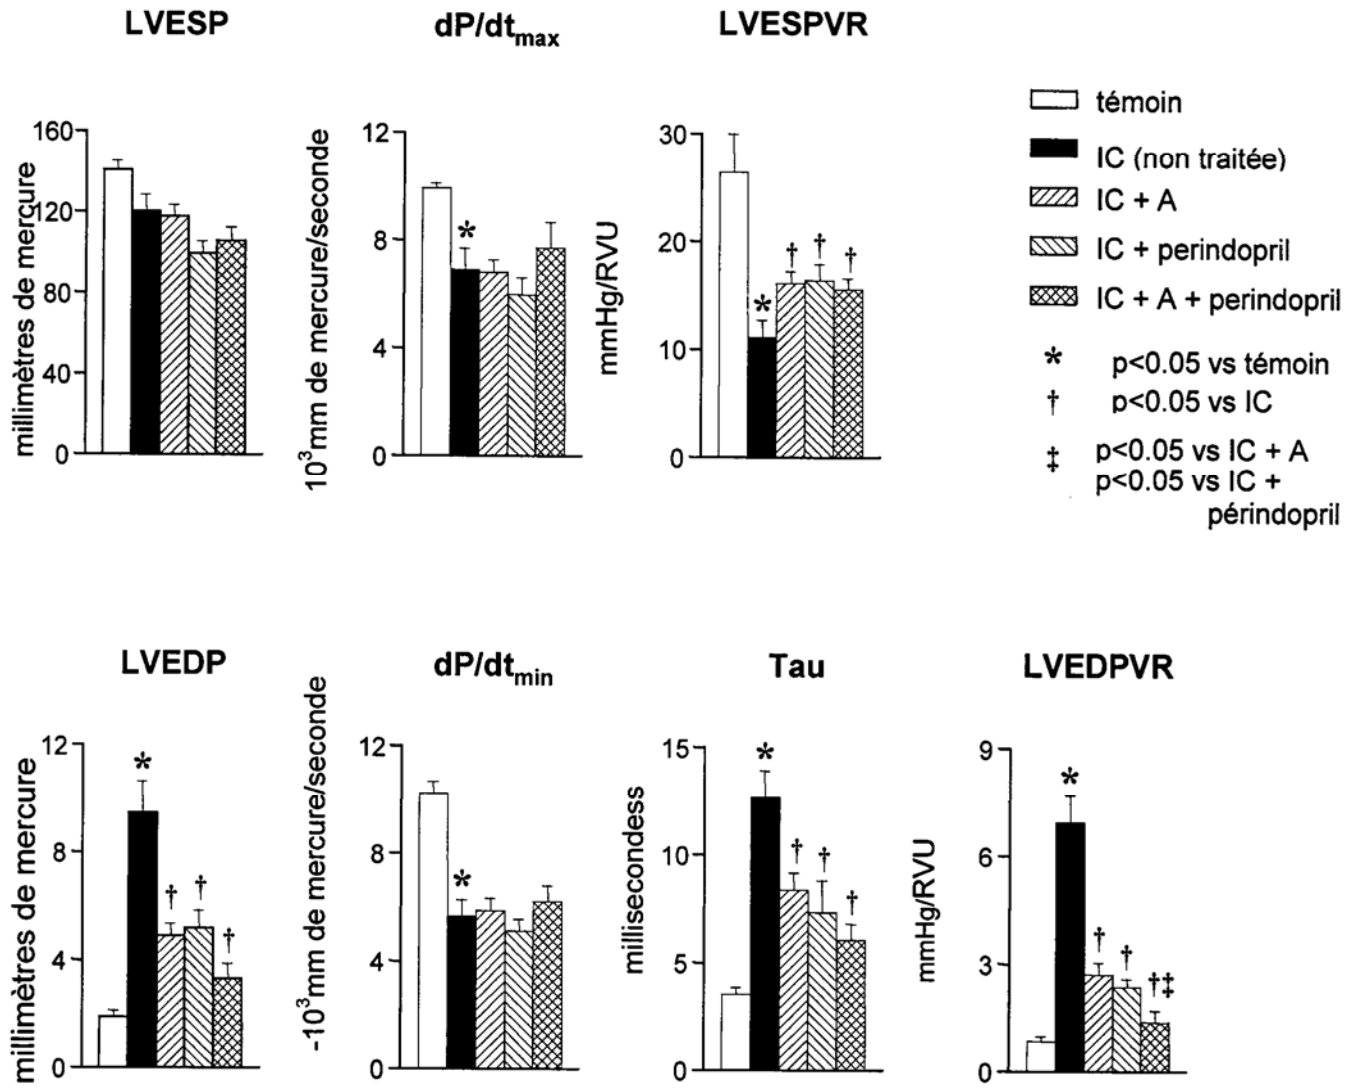 LVESP
dP/dtmax
LVESPVR
millimètres de mercure
160
120
80
40
0
10³mm de mercure/seconde
12
8
4
0
*
mmHg/RVU
30
20
10
0
*
†
†
†
témoin
IC (non traitée)
IC + A
IC + perindopril
IC + A + perindopril
* p<0.05 vs témoin
† p<0.05 vs IC
‡ p<0.05 vs IC + A
p<0.05 vs IC +
périndopril
LVEDP
dP/dtmin
Tau
LVEDPVR
millimètres de mercure
12
8
4
0
*
†
†
†
-10³mm de mercure/seconde
12
8
4
0
*
millisecondess
15
10
5
0
*
†
†
†
mmHg/RVU
9
6
3
0
*
†
†
†‡